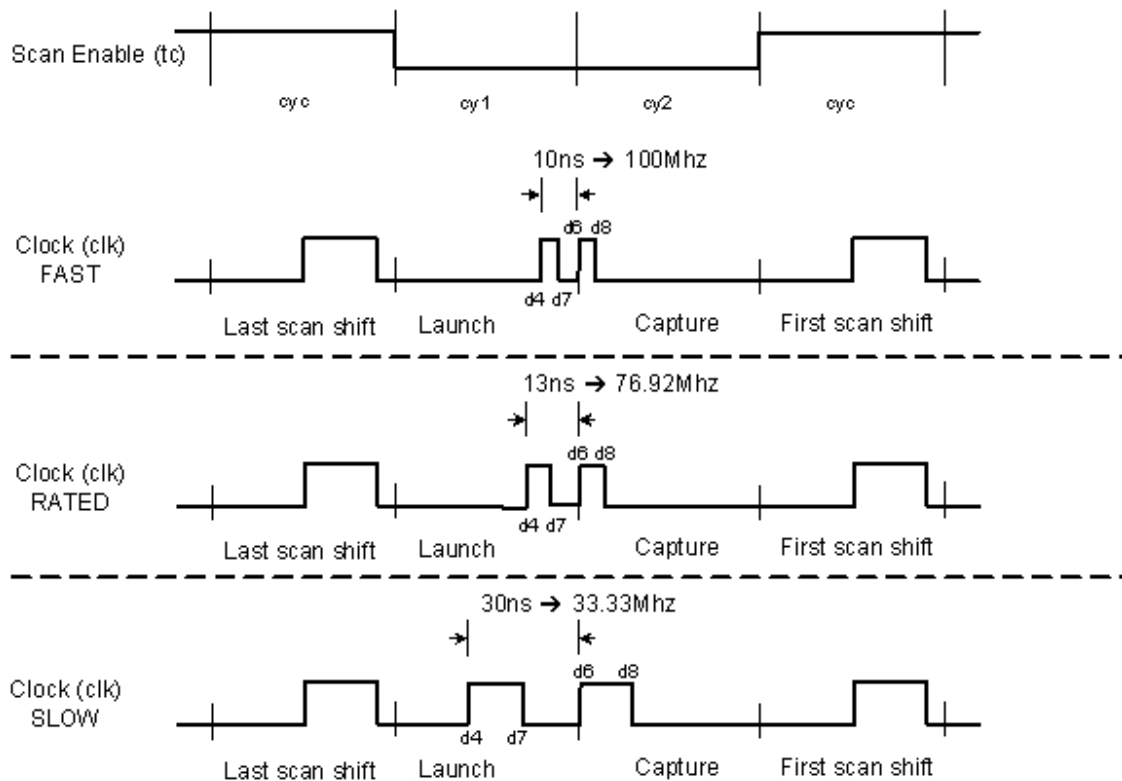 Scan Enable (tc)
cyc cy1 cy2 cyc
10ns → 100Mhz
d6 d8
Clock (clk)
FAST
d4 d7
Last scan shift Launch Capture First scan shift
13ns → 76.92Mhz
d6 d8
Clock (clk)
RATED
d4 d7
Last scan shift Launch Capture First scan shift
30ns → 33.33Mhz
d6 d8
Clock (clk)
SLOW
d4 d7
Last scan shift Launch Capture First scan shift